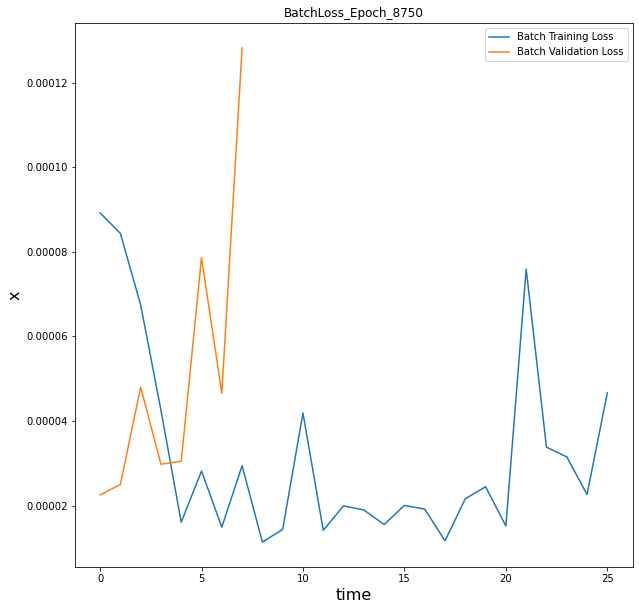 BatchLoss_Epoch_8750
Batch Training Loss
Batch Validation Loss
0.00012
0.00010
0.00008
0.00006
0.00004
0.00002
x
0 5 10 15 20 25
time